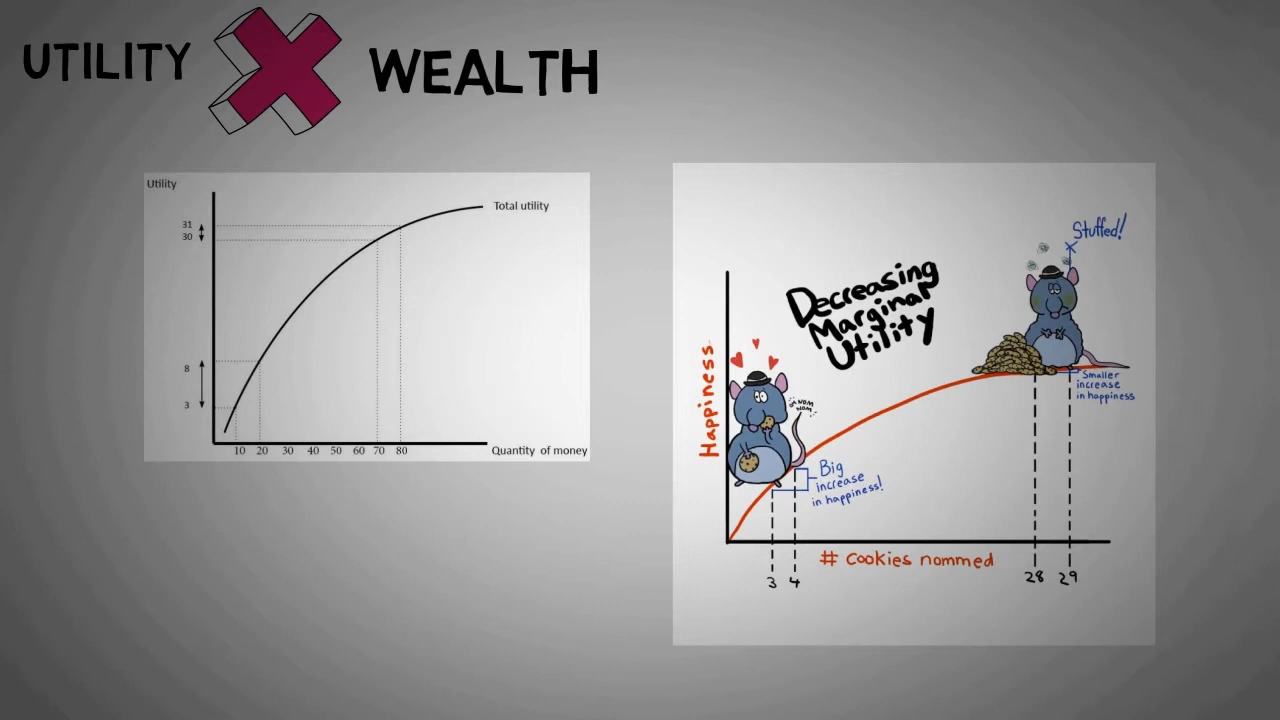 UTILITY X WEALTH
Utility
31
30
8
3
Total utility
10 20 30 40 50 60 70 80
Quantity of money
Decreasing
Marginal
Utility
Stuffed!
Happiness
NOM
NOM
Smaller
increase
in happiness
Big
increase
in happiness!
# Cookies nommed
3 4 28 29